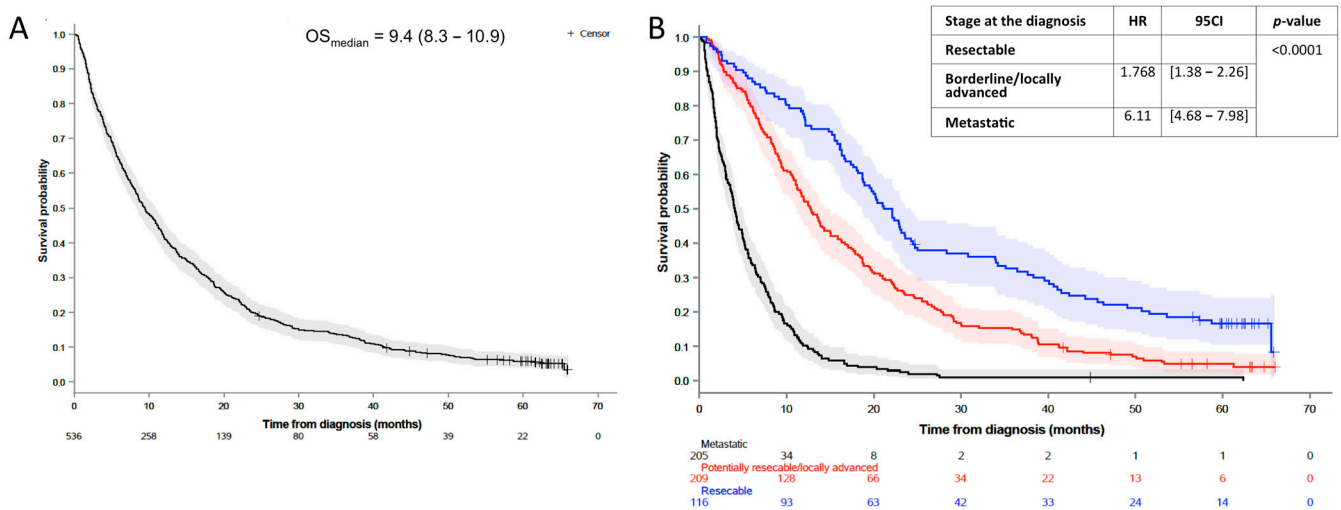 A
OSmedian = 9.4 (8.3 – 10.9)
+ Censor
Survival probability
1.0
0.9
0.8
0.7
0.6
0.5
0.4
0.3
0.2
0.1
0.0
0 10 20 30 40 50 60 70
Time from diagnosis (months)
536 258 139 80 58 39 22 0
B
Stage at the diagnosis HR 95CI p-value
Resectable <0.0001
Borderline/locally 1.768 [1.38 – 2.26]
advanced
Metastatic 6.11 [4.68 – 7.98]
Survival probability
1.0
0.9
0.8
0.7
0.6
0.5
0.4
0.3
0.2
0.1
0.0
0 10 20 30 40 50 60 70
Time from diagnosis (months)
Metastatic
205 34 8 2 2 1 1 0
Potentially resecable/locally advanced
209 128 66 34 22 13 6 0
Resecable
116 93 63 42 33 24 14 0